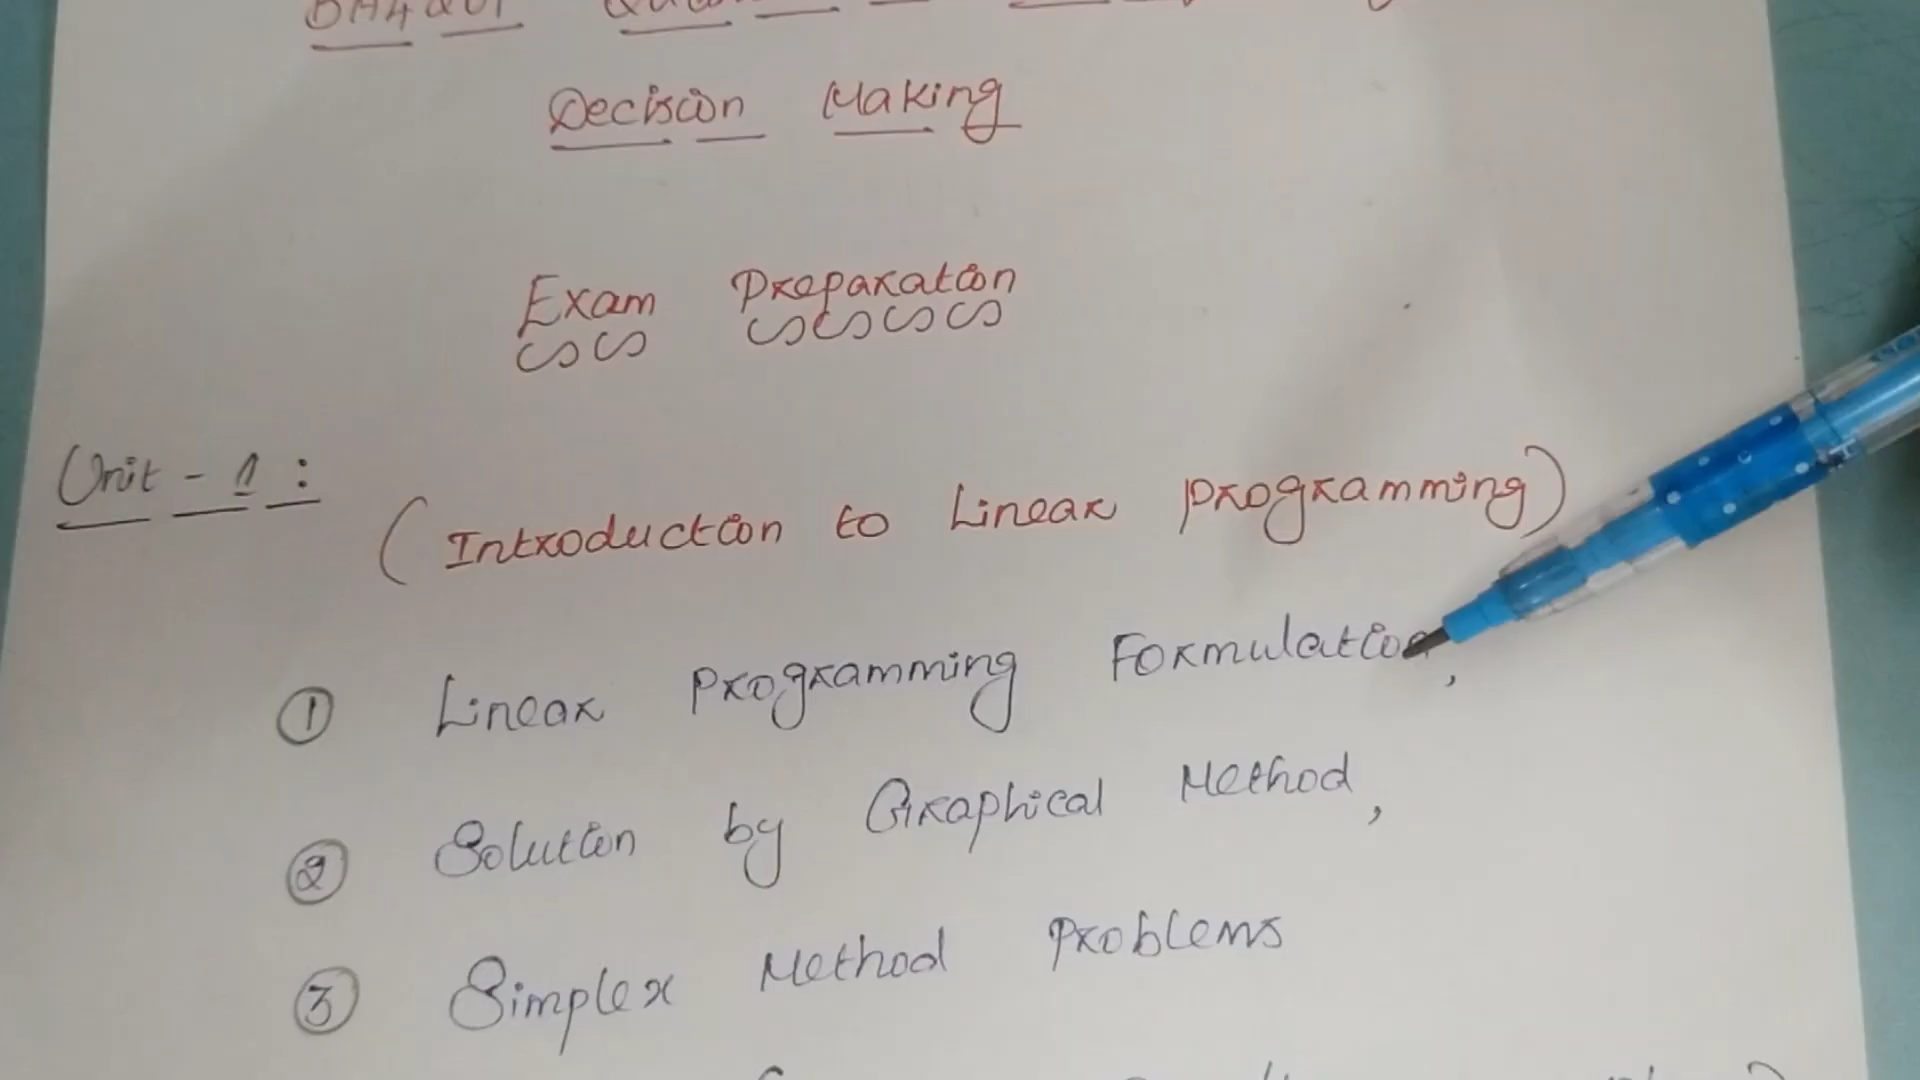 Decision Making
Exam Preparation
Unit - 1 :
(Introduction to Linear programming)
① Linear Programming Formulation,
② Solution by Graphical Method,
③ Simplex Method Problems